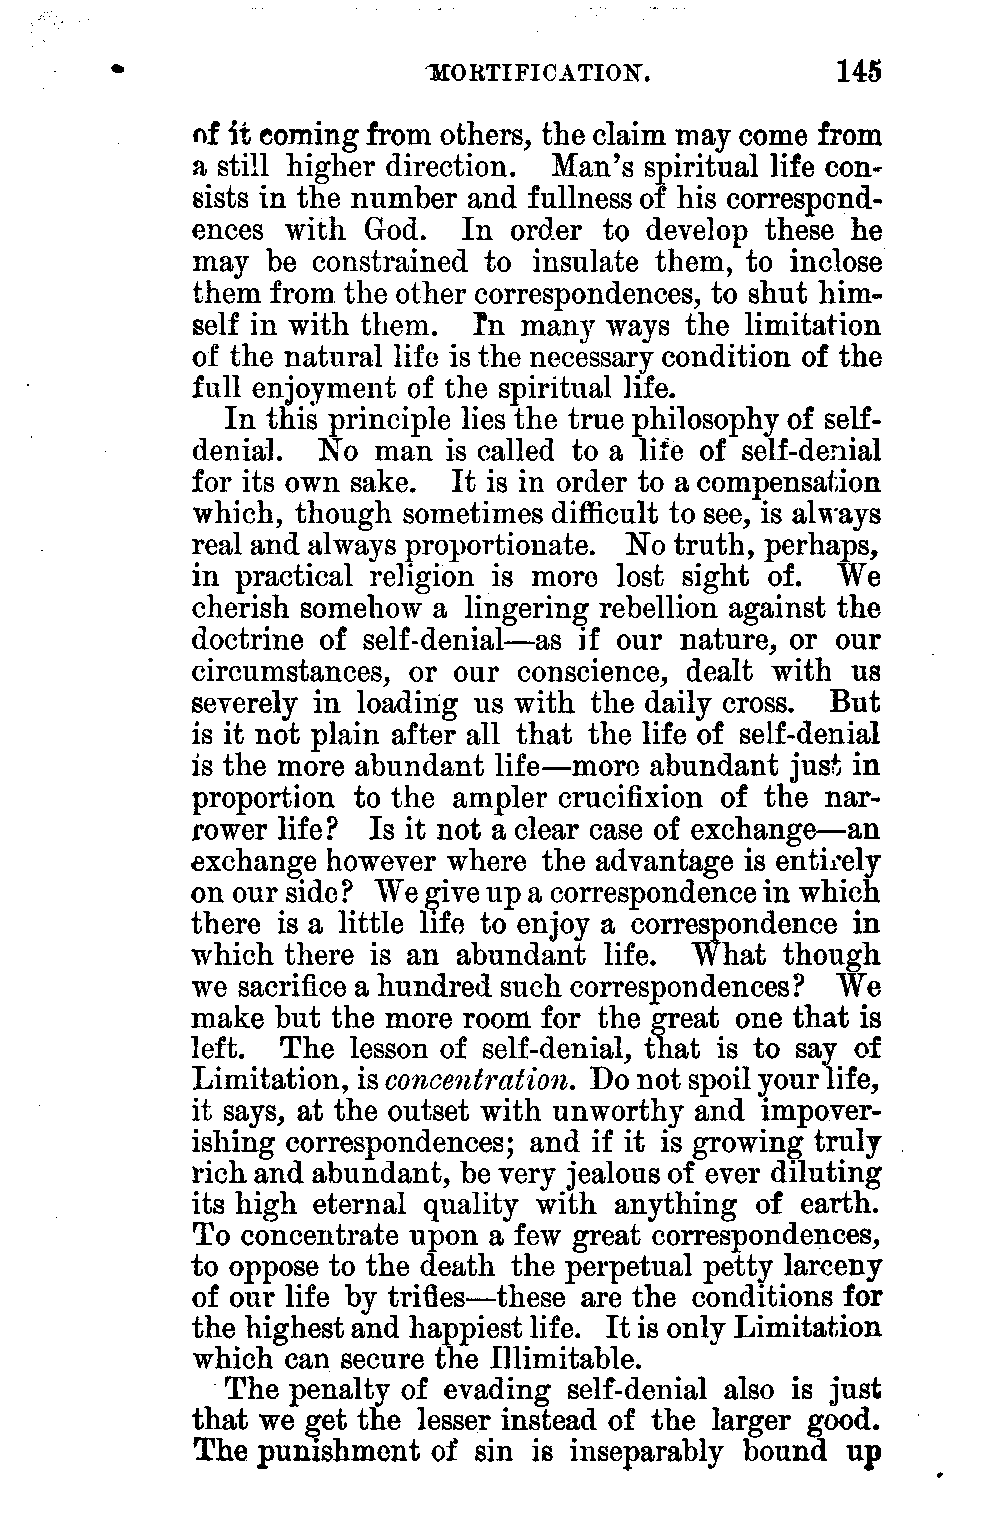 MORTIFICATION. 145
of it coming from others, the claim may come from
a still higher direction. Man's spiritual life con-
sists in the number and fullness of his correspond-
ences with God. In order to develop these he
may be constrained to insulate them, to inclose
them from the other correspondences, to shut him-
self in with them. In many ways the limitation
of the natural life is the necessary condition of the
full enjoyment of the spiritual life.
In this principle lies the true philosophy of self-
denial. No man is called to a life of self-denial
for its own sake. It is in order to a compensation
which, though sometimes difficult to see, is always
real and always proportionate. No truth, perhaps,
in practical religion is more lost sight of. We
cherish somehow a lingering rebellion against the
doctrine of self-denial—as if our nature, or our
circumstances, or our conscience, dealt with us
severely in loading us with the daily cross. But
is it not plain after all that the life of self-denial
is the more abundant life—more abundant just in
proportion to the ampler crucifixion of the nar-
rower life? Is it not a clear case of exchange—an
exchange however where the advantage is entirely
on our side? We give up a correspondence in which
there is a little life to enjoy a correspondence in
which there is an abundant life. What though
we sacrifice a hundred such correspondences? We
make but the more room for the great one that is
left. The lesson of self-denial, that is to say of
Limitation, is concentration. Do not spoil your life,
it says, at the outset with unworthy and impover-
ishing correspondences; and if it is growing truly
rich and abundant, be very jealous of ever diluting
its high eternal quality with anything of earth.
To concentrate upon a few great correspondences,
to oppose to the death the perpetual petty larceny
of our life by trifles—these are the conditions for
the highest and happiest life. It is only Limitation
which can secure the Illimitable.
The penalty of evading self-denial also is just
that we get the lesser instead of the larger good.
The punishment of sin is inseparably bound up